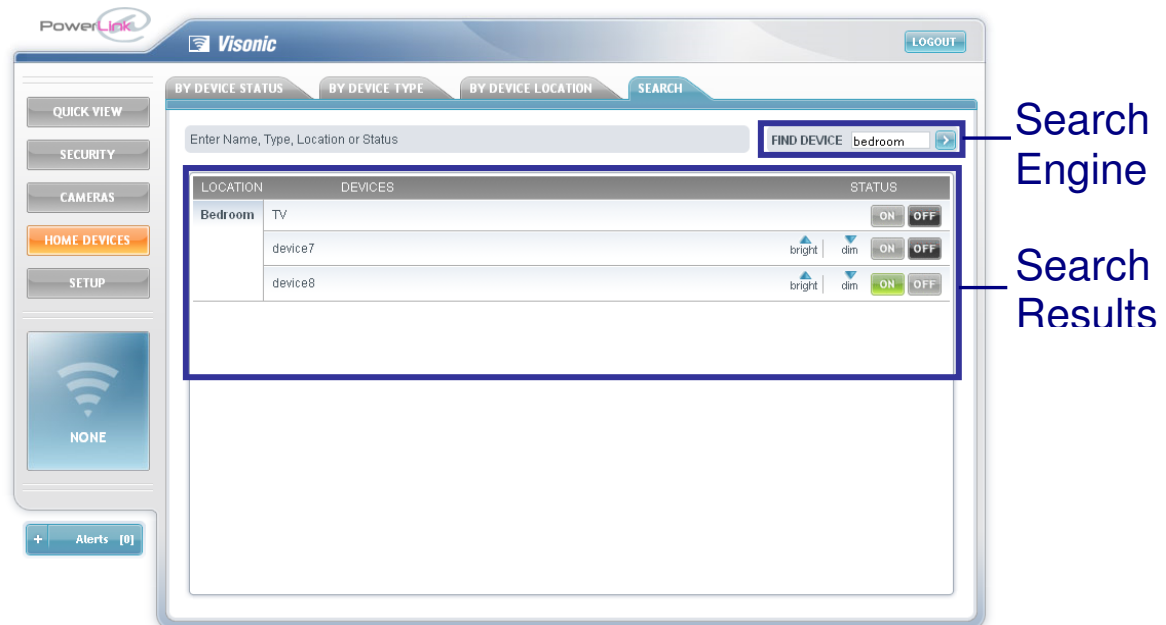 PowerLink
Visonic
LOGOUT
BY DEVICE STATUS BY DEVICE TYPE BY DEVICE LOCATION SEARCH
QUICK VIEW
SECURITY
CAMERAS
HOME DEVICES
SETUP
NONE
+ Alerts [0]
Enter Name, Type, Location or Status
FIND DEVICE bedroom >
LOCATION DEVICES STATUS
Bedroom TV ON OFF
device7 bright dim ON OFF
device8 bright dim ON OFF
Search
Engine
Search
Results